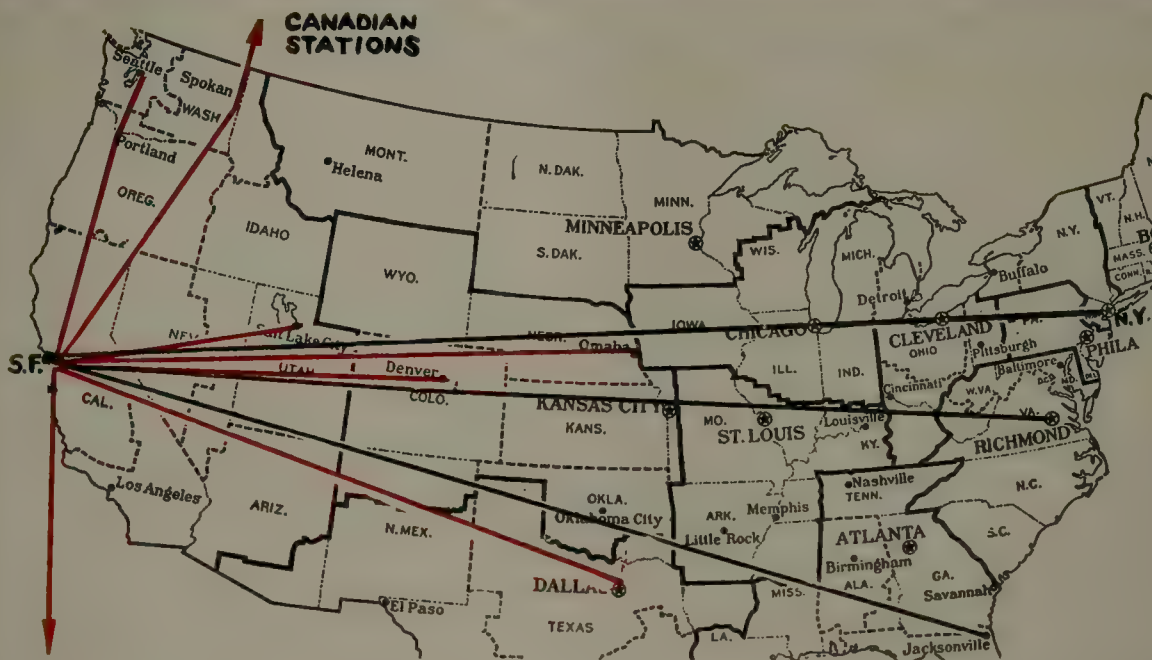 CANADIAN
STATIONS
Seattle
Spokan
WASH
Portland
MONT.
Helena
N. DAK.
MINN.
OREG.
IDAHO
MINNEAPOLIS
WIS.
MICH.
VT.
N.H.
N.Y.
MASS.
CONN.
S. DAK.
WYO.
Buffalo
Detroit
NEV.
Salt Lake City
NEBR.
Omaha
IOWA
CHICAGO
CLEVELAND
OHIO
PA.
N.Y.
PHILA
Pittsburgh
Baltimore
S.F.
UTAH
Denver
COLO.
ILL.
IND.
Cincinnati
W.VA.
D.C.
MD.
DEL.
CAL.
KANSAS CITY
KANS.
MO.
ST. LOUIS
Louisville
KY.
VA.
RICHMOND
Los Angeles
ARIZ.
N. MEX.
OKLA.
Oklahoma City
ARK.
Little Rock
Memphis
Nashville
TENN.
N.C.
S.C.
ATLANTA
Birmingham
ALA.
GA.
Savannah
DALLAS
MISS.
El Paso
TEXAS
LA.
Jacksonville